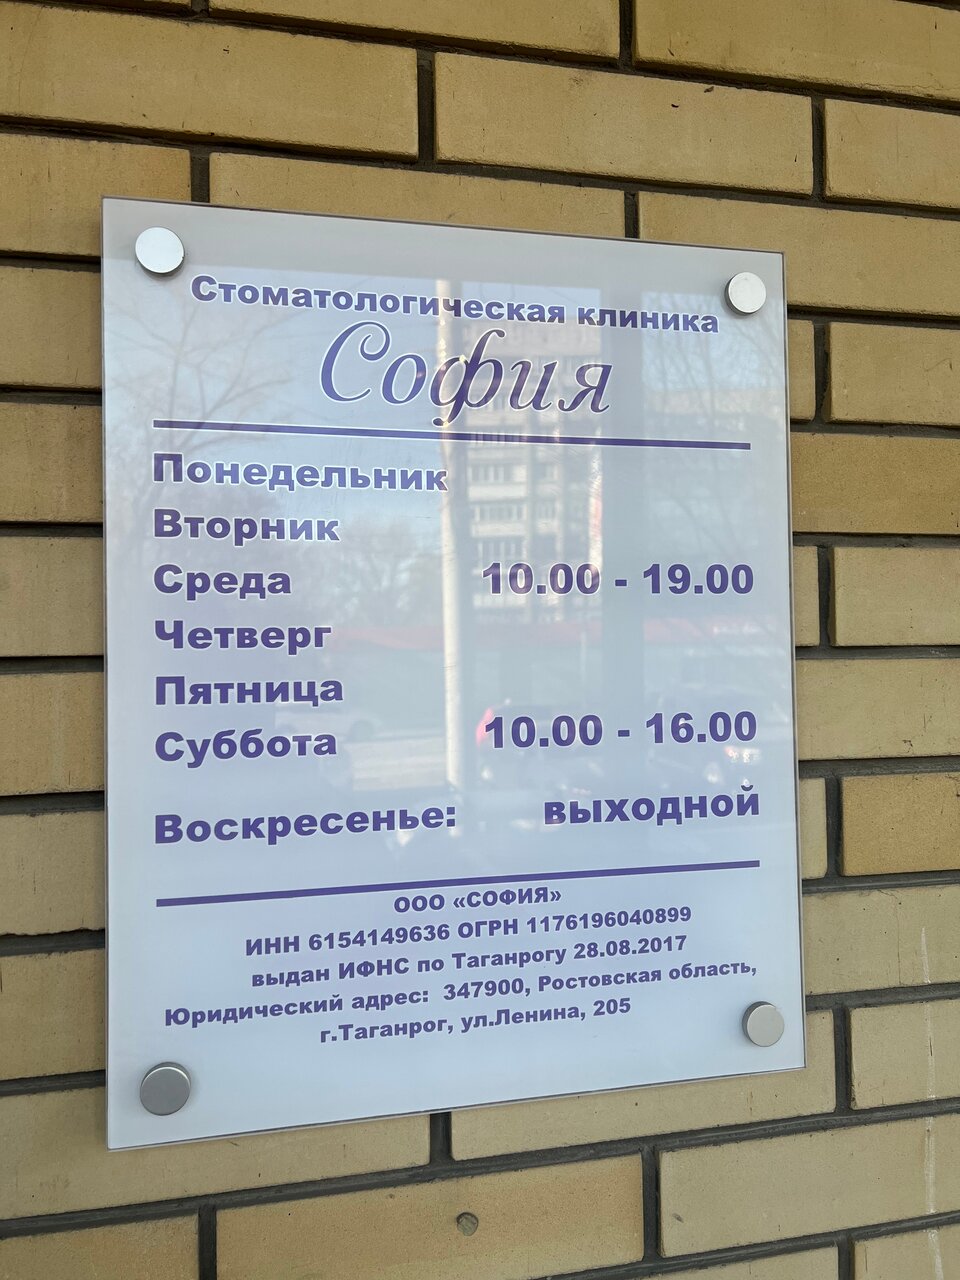 Стоматологическая клиника
София
Понедельник
Вторник
Среда 10.00 - 19.00
Четверг
Пятница
Суббота 10.00 - 16.00
Воскресенье: выходной
ООО «СОФИЯ»
ИНН 6154149636 ОГРН 1176196040899
выдан ИФНС по Таганрогу 28.08.2017
Юридический адрес: 347900, Ростовская область,
г.Таганрог, ул.Ленина, 205